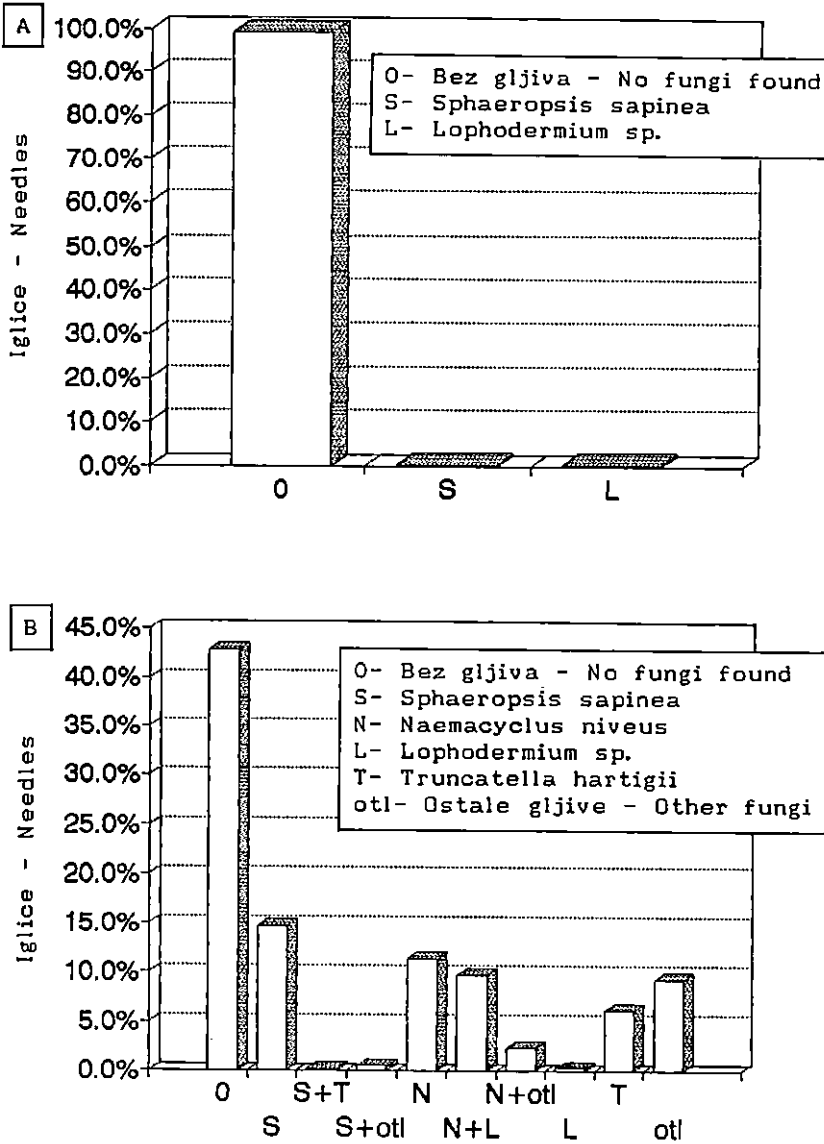 A
100.0%
90.0%
80.0%
70.0%
60.0%
50.0%
40.0%
30.0%
20.0%
10.0%
0.0%
Iglice - Needles
O- Bez gljiva - No fungi found
S- Sphaeropsis sapinea
L- Lophodermium sp.
O S L
B
45.0%
40.0%
35.0%
30.0%
25.0%
20.0%
15.0%
10.0%
5.0%
0.0%
Iglice - Needles
O- Bez gljiva - No fungi found
S- Sphaeropsis sapinea
N- Naemacyclus niveus
L- Lophodermium sp.
T- Truncatella hartigii
otl- Ostale gljive - Other fungi
O S+T N N+otl T
S S+otl N+L L otl